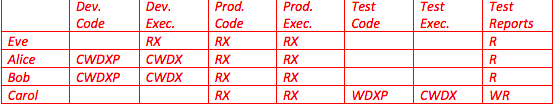 Dev. Code Dev. Exec. Prod. Code Prod. Exec. Test Code Test Exec. Test Reports
Eve RX RX RX R
Alice CWDXP CWDX RX RX R
Bob CWDXP CWDX RX RX R
Carol RX RX WDXP CWDX WR